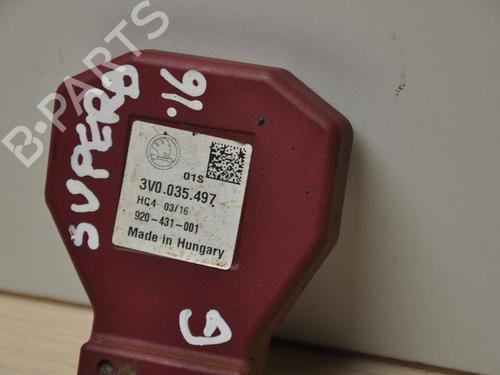 B-PARTS
SUPERB
16.
01S
3V0.035.497
HC4 03/16
920-431-001
Made in Hungary